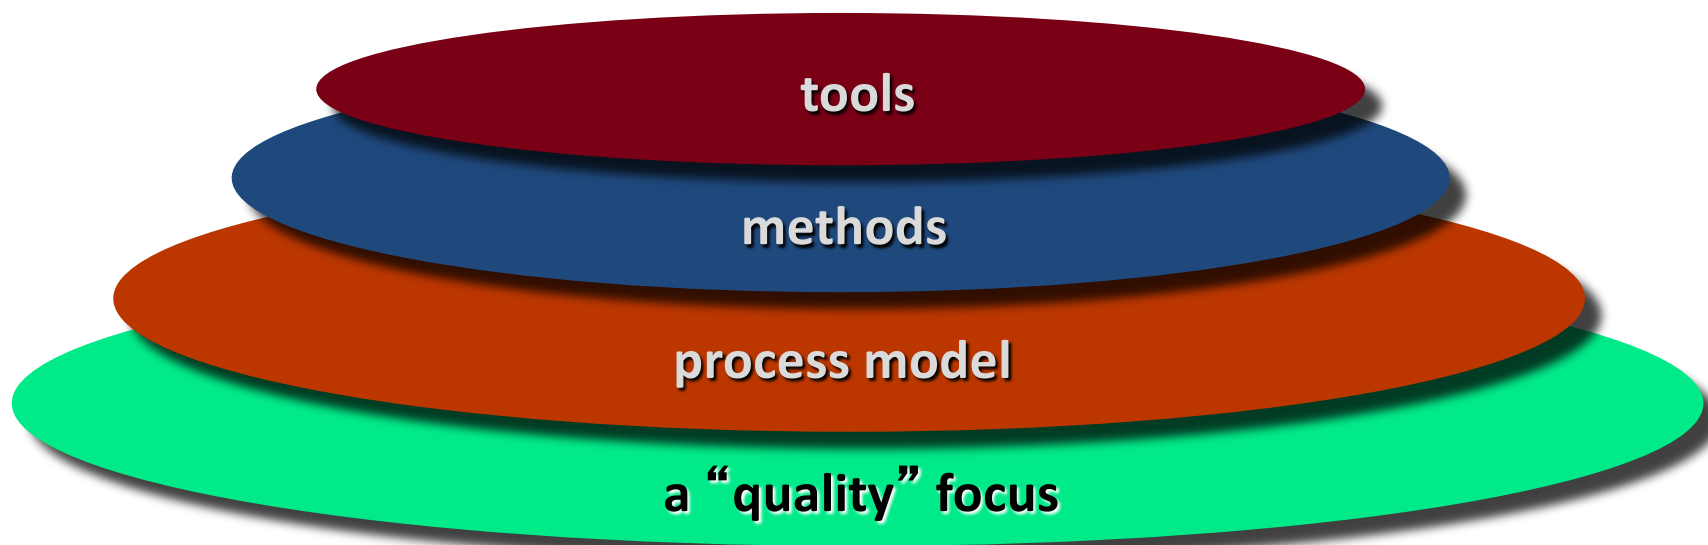 tools
methods
process model
a “quality” focus